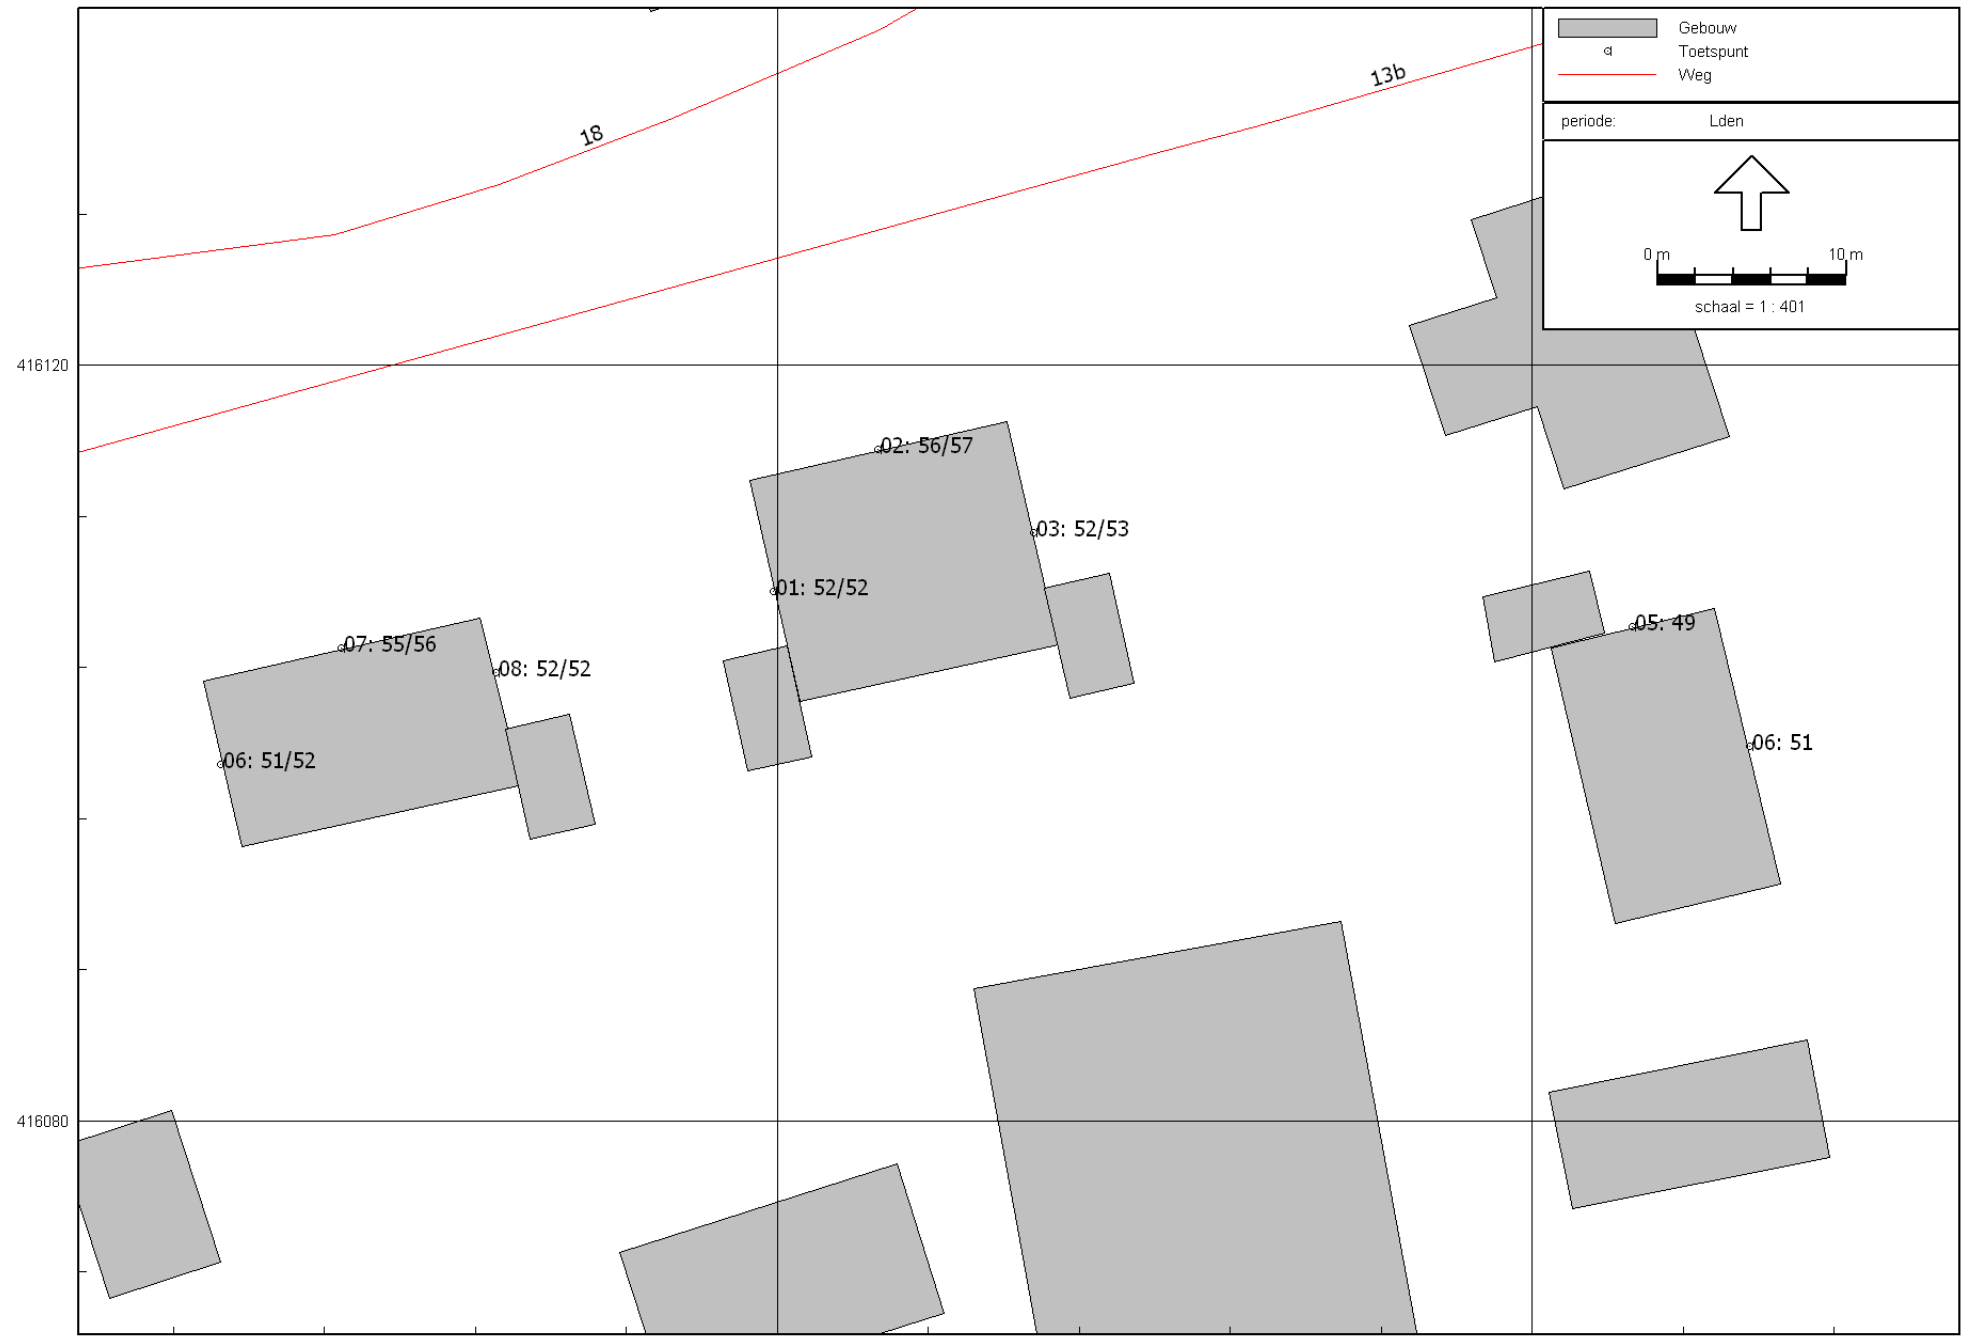 Gebouw
Toetspunt
Weg
13b
periode: Lden
18
0 m 10 m
schaal = 1 : 401
416120
02: 56/57
03: 52/53
01: 52/52
05: 49
07: 55/56
08: 52/52
06: 51
06: 51/52
416080